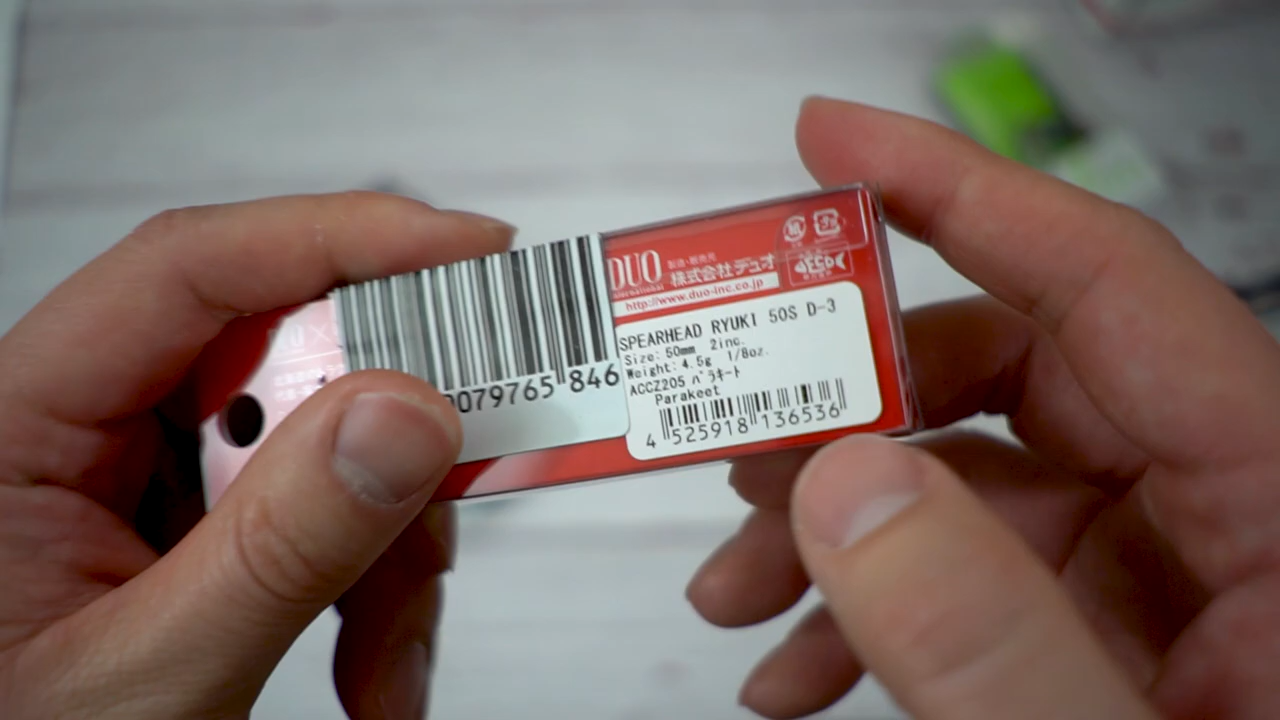 DUO
製造・販売元
株式会社デュオ
http://www.duo-inc.co.jp
SPEARHEAD RYUKI 50S D-3
Size: 50mm 2inc.
Weight: 4.5g 1/8oz.
ACCZ205 パラキート
Parakeet
4 525918 136536
079765 846